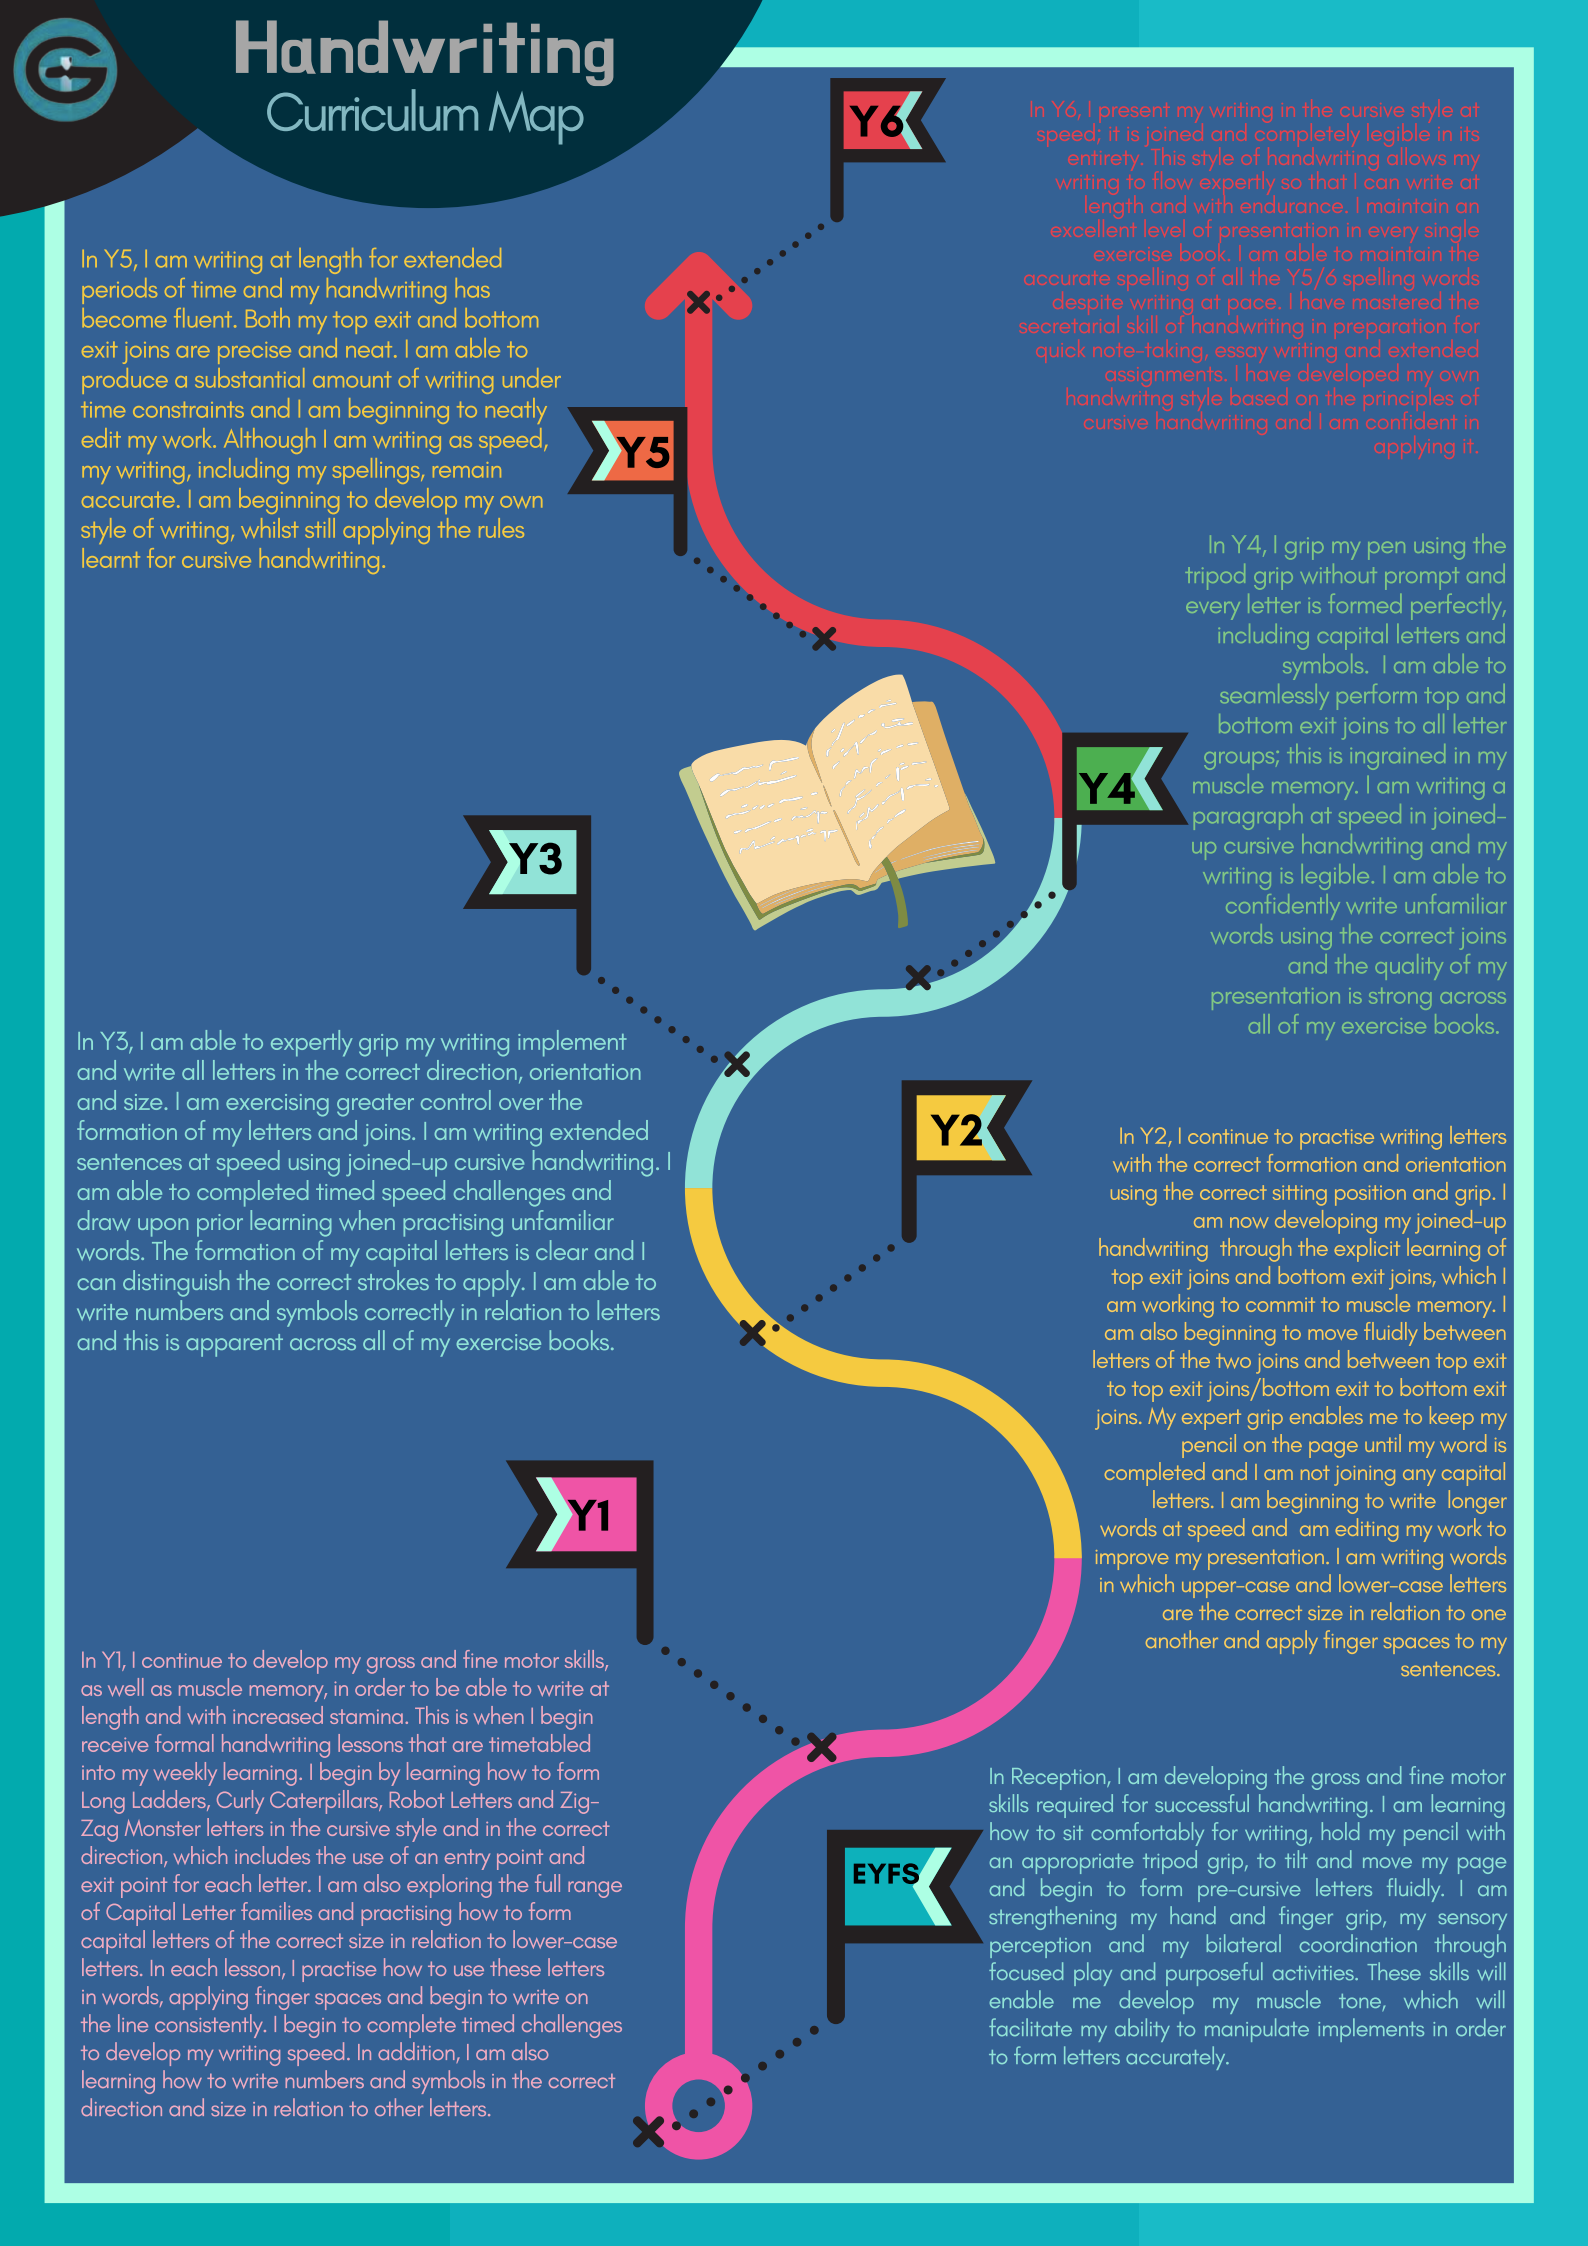 Handwriting
Curriculum Map
Y6
In Y6, I present my writing in the cursive style at
speed; it is joined and completely legible in its
entirety. This style of handwriting allows my
writing to flow expertly so that I can write at
length and with endurance. I maintain an
excellent level of presentation in every single
exercise book. I am able to maintain the
accurate spelling of all the Y5/6 spelling words
despite writing at pace. I have mastered the
secretarial skill of handwriting in preparation for
quick note-taking, essay writing and extended
assignments. I have developed my own
handwritng style based on the principles of
cursive handwriting and I am confident in
applying it.
In Y5, I am writing at length for extended
periods of time and my handwriting has
become fluent. Both my top exit and bottom
exit joins are precise and neat. I am able to
produce a substantial amount of writing under
time constraints and I am beginning to neatly
edit my work. Although I am writing as speed,
my writing, including my spellings, remain
accurate. I am beginning to develop my own
style of writing, whilst still applying the rules
learnt for cursive handwriting.
Y5
In Y4, I grip my pen using the
tripod grip without prompt and
every letter is formed perfectly,
including capital letters and
symbols. I am able to
seamlessly perform top and
bottom exit joins to all letter
groups; this is ingrained in my
muscle memory. I am writing a
paragraph at speed in joined-
up cursive handwriting and my
writing is legible. I am able to
confidently write unfamiliar
words using the correct joins
and the quality of my
presentation is strong across
all of my exercise books.
Y4
Y3
In Y3, I am able to expertly grip my writing implement
and write all letters in the correct direction, orientation
and size. I am exercising greater control over the
formation of my letters and joins. I am writing extended
sentences at speed using joined-up cursive handwriting. I
am able to completed timed speed challenges and
draw upon prior learning when practising unfamiliar
words. The formation of my capital letters is clear and I
can distinguish the correct strokes to apply. I am able to
write numbers and symbols correctly in relation to letters
and this is apparent across all of my exercise books.
Y2
In Y2, I continue to practise writing letters
with the correct formation and orientation
using the correct sitting position and grip. I
am now developing my joined-up
handwriting through the explicit learning of
top exit joins and bottom exit joins, which I
am working to commit to muscle memory. I
am also beginning to move fluidly between
letters of the two joins and between top exit
to top exit joins/bottom exit to bottom exit
joins. My expert grip enables me to keep my
pencil on the page until my word is
completed and I am not joining any capital
letters. I am beginning to write longer
words at speed and am editing my work to
improve my presentation. I am writing words
in which upper-case and lower-case letters
are the correct size in relation to one
another and apply finger spaces to my
sentences.
Y1
In Y1, I continue to develop my gross and fine motor skills,
as well as muscle memory, in order to be able to write at
length and with increased stamina. This is when I begin
receive formal handwriting lessons that are timetabled
into my weekly learning. I begin by learning how to form
Long Ladders, Curly Caterpillars, Robot Letters and Zig-
Zag Monster letters in the cursive style and in the correct
direction, which includes the use of an entry point and
exit point for each letter. I am also exploring the full range
of Capital Letter families and practising how to form
capital letters of the correct size in relation to lower-case
letters. In each lesson, I practise how to use these letters
in words, applying finger spaces and begin to write on
the line consistently. I begin to complete timed challenges
to develop my writing speed. In addition, I am also
learning how to write numbers and symbols in the correct
direction and size in relation to other letters.
EYFS
In Reception, I am developing the gross and fine motor
skills required for successful handwriting. I am learning
how to sit comfortably for writing, hold my pencil with
an appropriate tripod grip, to tilt and move my page
and begin to form pre-cursive letters fluidly. I am
strengthening my hand and finger grip, my sensory
perception and my bilateral coordination through
focused play and purposeful activities. These skills will
enable me develop my muscle tone, which will
facilitate my ability to manipulate implements in order
to form letters accurately.